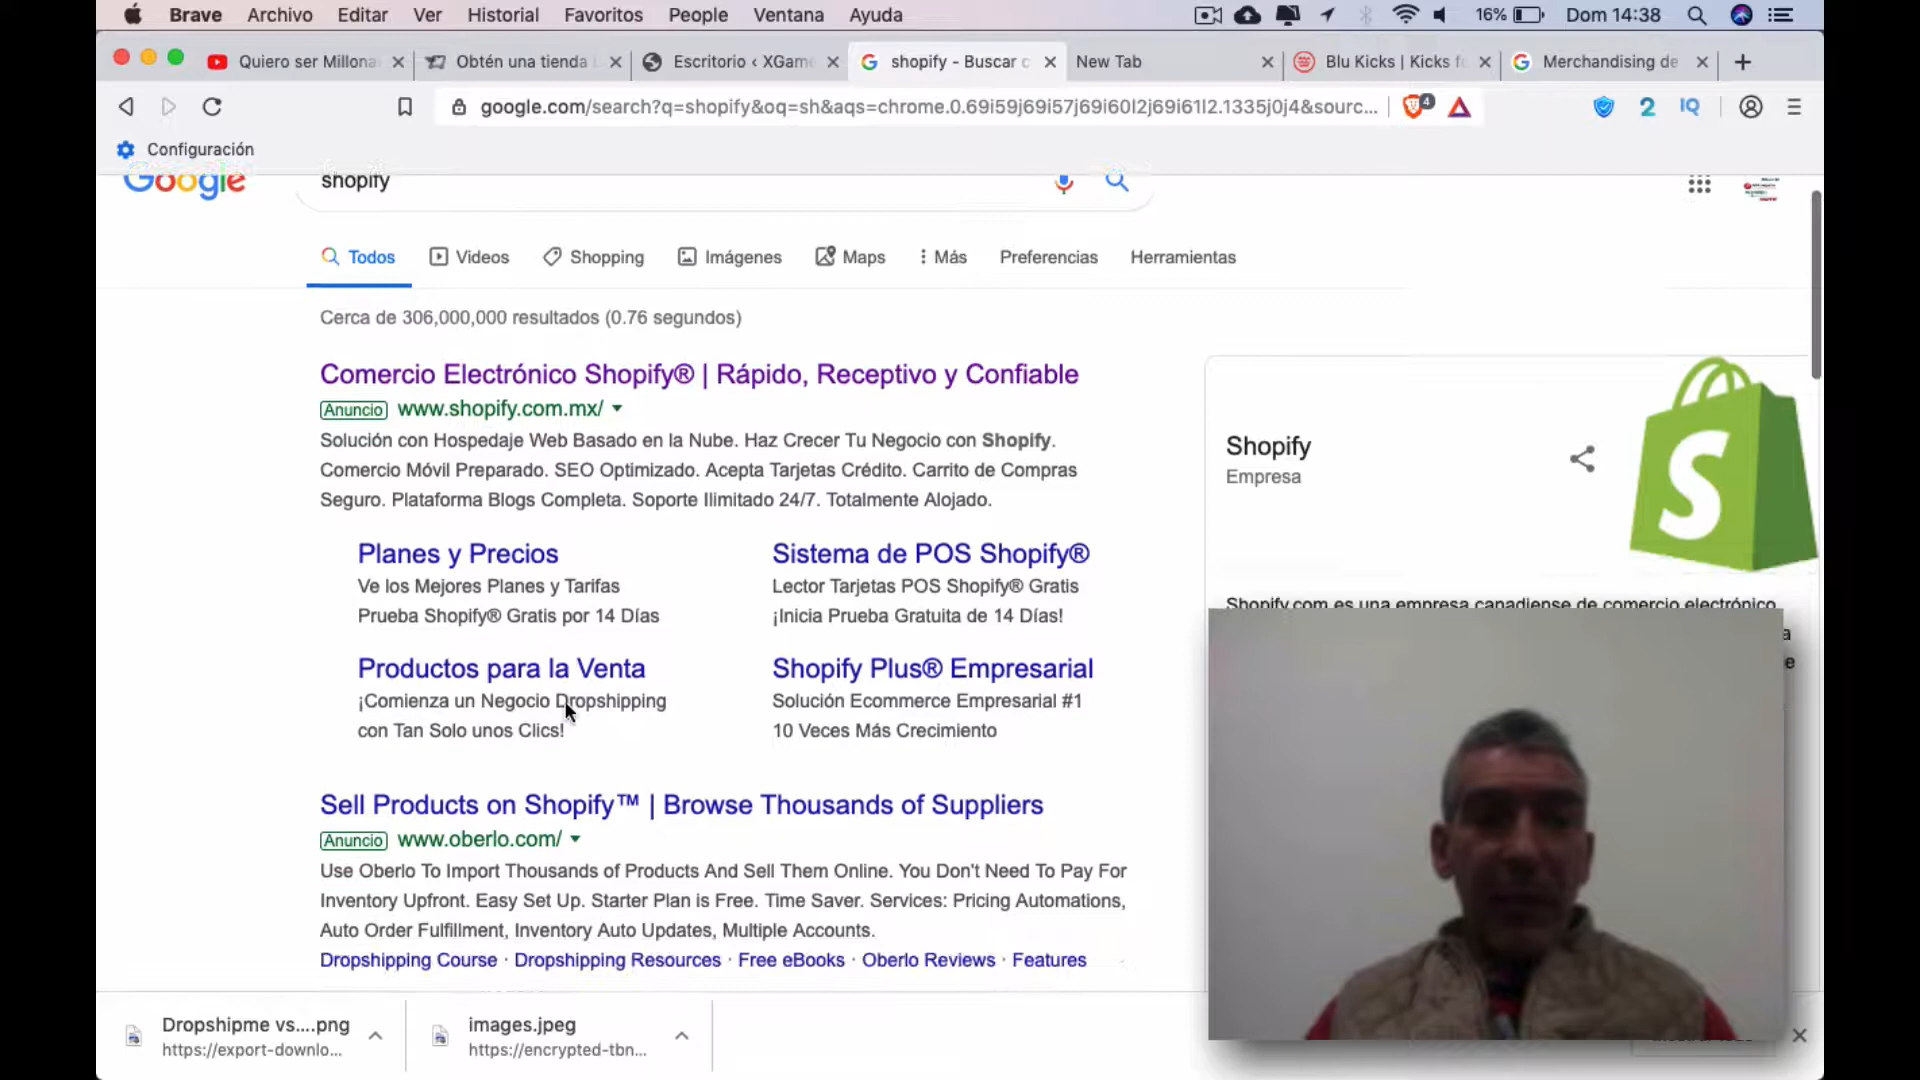 Brave Archivo Editar Ver Historial Favoritos People Ventana Ayuda 16% Dom 14:38
Quiero ser Millona Obtén una tienda Escritorio ‹ XGam shopify - Buscar c New Tab Blu Kicks | Kicks f Merchandising de
google.com/search?q=shopify&oq=sh&aqs=chrome.0.69i59j69i57j69i60l2j69i61l2.1335j0j4&sourc... 4 2 IQ
Configuración
Google shopify
Todos Videos Shopping Imágenes Maps Más Preferencias Herramientas
Cerca de 306,000,000 resultados (0.76 segundos)
Comercio Electrónico Shopify® | Rápido, Receptivo y Confiable
Anuncio www.shopify.com.mx/
Solución con Hospedaje Web Basado en la Nube. Haz Crecer Tu Negocio con Shopify.
Comercio Móvil Preparado. SEO Optimizado. Acepta Tarjetas Crédito. Carrito de Compras
Seguro. Plataforma Blogs Completa. Soporte Ilimitado 24/7. Totalmente Alojado.
Planes y Precios
Ve los Mejores Planes y Tarifas
Prueba Shopify® Gratis por 14 Días
Sistema de POS Shopify®
Lector Tarjetas POS Shopify® Gratis
¡Inicia Prueba Gratuita de 14 Días!
Productos para la Venta
¡Comienza un Negocio Dropshipping
con Tan Solo unos Clics!
Shopify Plus® Empresarial
Solución Ecommerce Empresarial #1
10 Veces Más Crecimiento
Sell Products on Shopify™ | Browse Thousands of Suppliers
Anuncio www.oberlo.com/
Use Oberlo To Import Thousands of Products And Sell Them Online. You Don't Need To Pay For
Inventory Upfront. Easy Set Up. Starter Plan is Free. Time Saver. Services: Pricing Automations,
Auto Order Fulfillment, Inventory Auto Updates, Multiple Accounts.
Dropshipping Course · Dropshipping Resources · Free eBooks · Oberlo Reviews · Features
Shopify
Empresa
S
Shopify.com es una empresa canadiense de comercio electrónico
Dropshipme vs....png
https://export-downlo...
images.jpeg
https://encrypted-tbn...